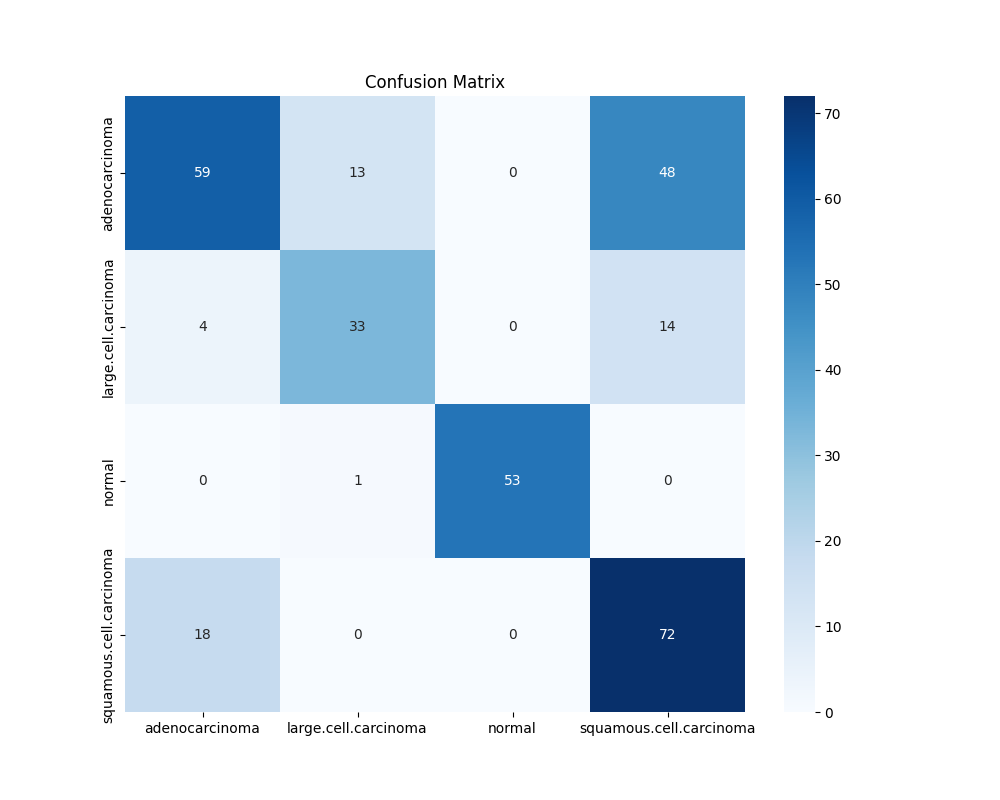 Confusion Matrix
adenocarcinoma
59 13 0 48
large.cell.carcinoma
4 33 0 14
normal
0 1 53 0
squamous.cell.carcinoma
18 0 0 72
adenocarcinoma large.cell.carcinoma normal squamous.cell.carcinoma
70
60
50
40
30
20
10
0